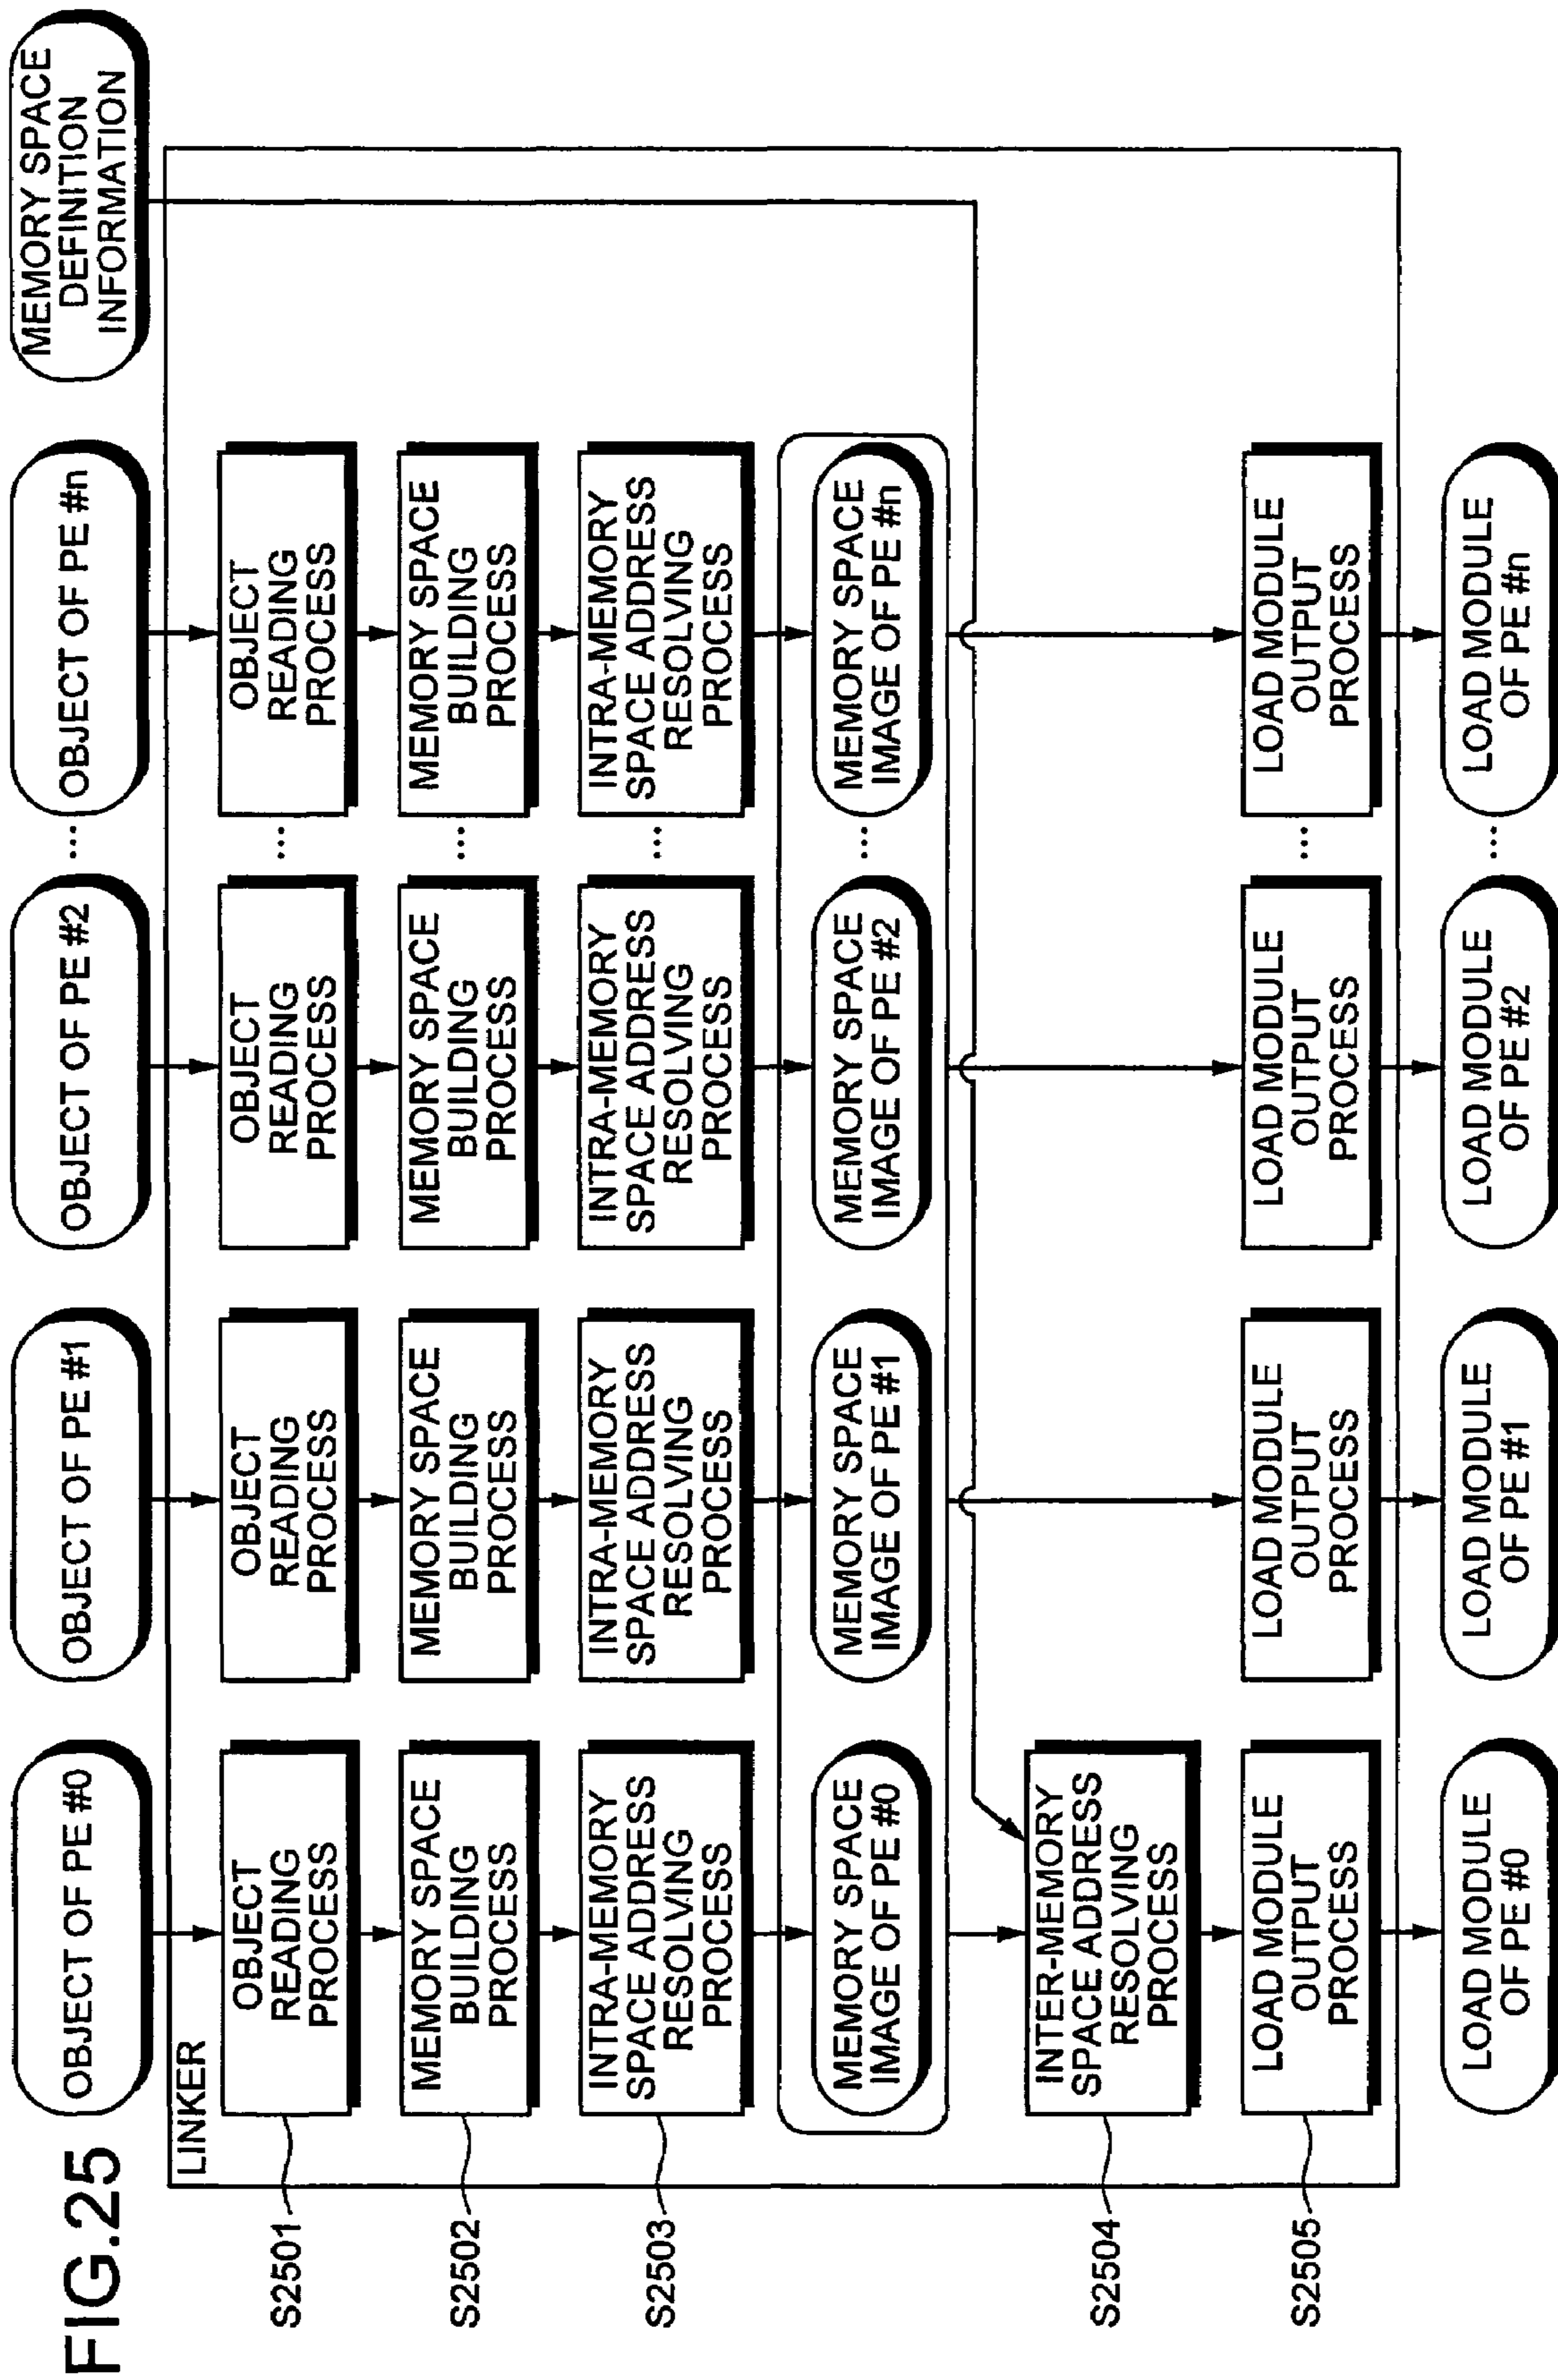 FIG.25
OBJECT OF PE #0
OBJECT OF PE #1
OBJECT OF PE #2
...
OBJECT OF PE #n
MEMORY SPACE
DEFINITION
INFORMATION
LINKER
S2501
OBJECT
READING
PROCESS
OBJECT
READING
PROCESS
OBJECT
READING
PROCESS
...
OBJECT
READING
PROCESS
S2502
MEMORY SPACE
BUILDING
PROCESS
MEMORY SPACE
BUILDING
PROCESS
MEMORY SPACE
BUILDING
PROCESS
...
MEMORY SPACE
BUILDING
PROCESS
S2503
INTRA-MEMORY
SPACE ADDRESS
RESOLVING
PROCESS
INTRA-MEMORY
SPACE ADDRESS
RESOLVING
PROCESS
INTRA-MEMORY
SPACE ADDRESS
RESOLVING
PROCESS
...
INTRA-MEMORY
SPACE ADDRESS
RESOLVING
PROCESS
MEMORY SPACE
IMAGE OF PE #0
MEMORY SPACE
IMAGE OF PE #1
MEMORY SPACE
IMAGE OF PE #2
...
MEMORY SPACE
IMAGE OF PE #n
S2504
INTER-MEMORY
SPACE ADDRESS
RESOLVING
PROCESS
S2505
LOAD MODULE
OUTPUT
PROCESS
LOAD MODULE
OUTPUT
PROCESS
LOAD MODULE
OUTPUT
PROCESS
...
LOAD MODULE
OUTPUT
PROCESS
LOAD MODULE
OF PE #0
LOAD MODULE
OF PE #1
LOAD MODULE
OF PE #2
...
LOAD MODULE
OF PE #n